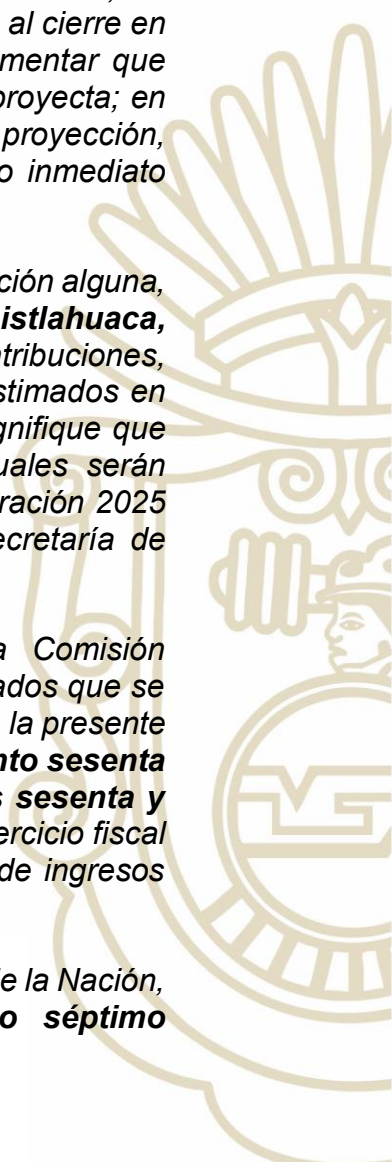 al cierre en
mentar que
proyecta; en
proyección,
o inmediato
ción alguna,
istlahuaca,
tribuciones,
stimados en
gnifique que
uales serán
ración 2025
ecretaría de
a Comisión
ados que se
la presente
nto sesenta
s sesenta y
ercicio fiscal
de ingresos
de la Nación,
o séptimo